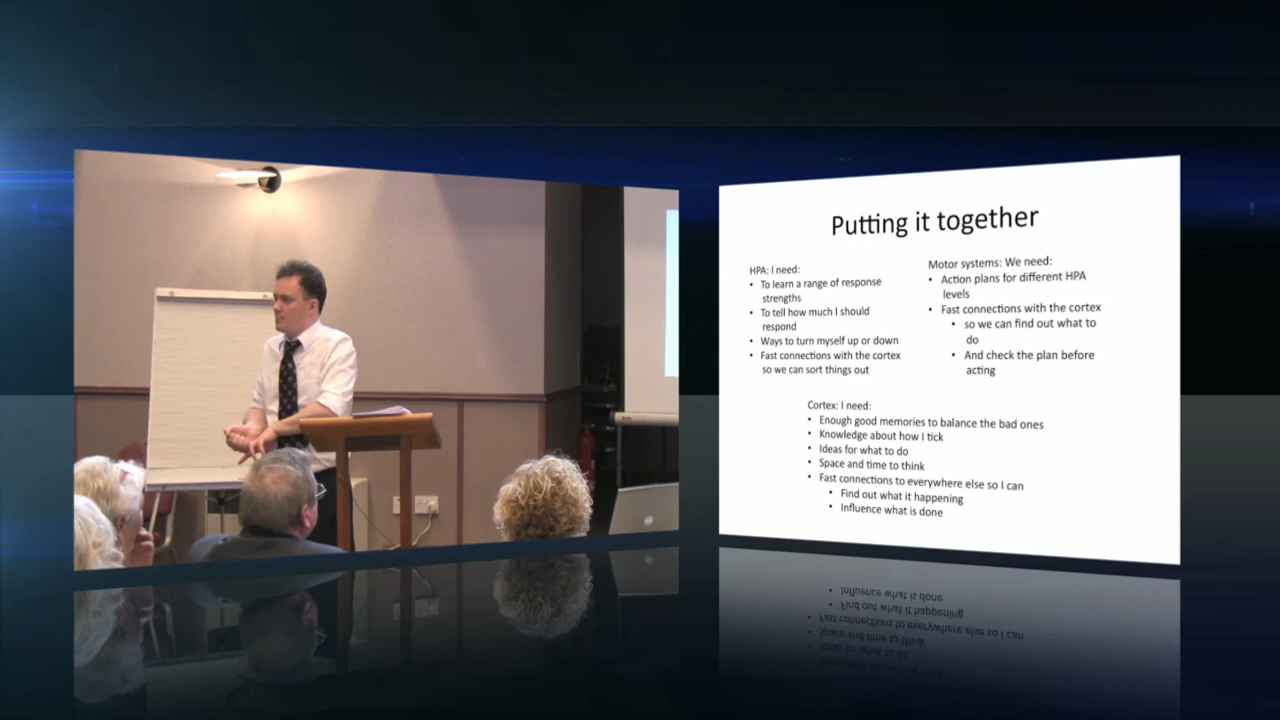 Putting it together
HPA: I need:
• To learn a range of response
strengths
• To tell how much I should
respond
• Ways to turn myself up or down
• Fast connections with the cortex
so we can sort things out
Motor systems: We need:
• Action plans for different HPA
levels
• Fast connections with the cortex
• so we can find out what to
do
• And check the plan before
acting
Cortex: I need:
• Enough good memories to balance the bad ones
• Knowledge about how I tick
• Ideas for what to do
• Space and time to think
• Fast connections to everywhere else so I can
• Find out what it happening
• Influence what is done